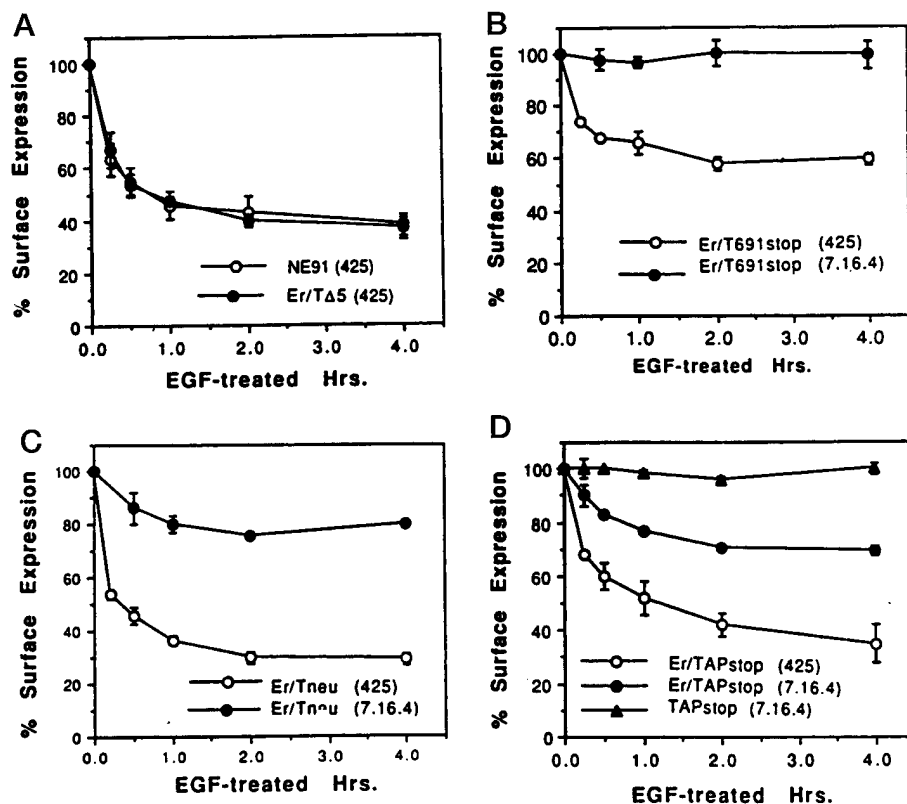 A
% Surface Expression
100
80
60
40
20
0
NE91 (425)
Er/TΔ5 (425)
0.0 1.0 2.0 3.0 4.0
EGF-treated Hrs.
B
% Surface Expression
100
80
60
40
20
0
Er/T691stop (425)
Er/T691stop (7.16.4)
0.0 1.0 2.0 3.0 4.0
EGF-treated Hrs.
C
% Surface Expression
100
80
60
40
20
0
Er/Tneu (425)
(7.16.4)
0.0 1.0 2.0 3.0 4.0
EGF-treated Hrs.
D
% Surface Expression
100
80
60
40
20
0
Er/TAPstop (425)
Er/TAPstop (7.16.4)
TAPstop (7.16.4)
0.0 1.0 2.0 3.0 4.0
EGF-treated Hrs.